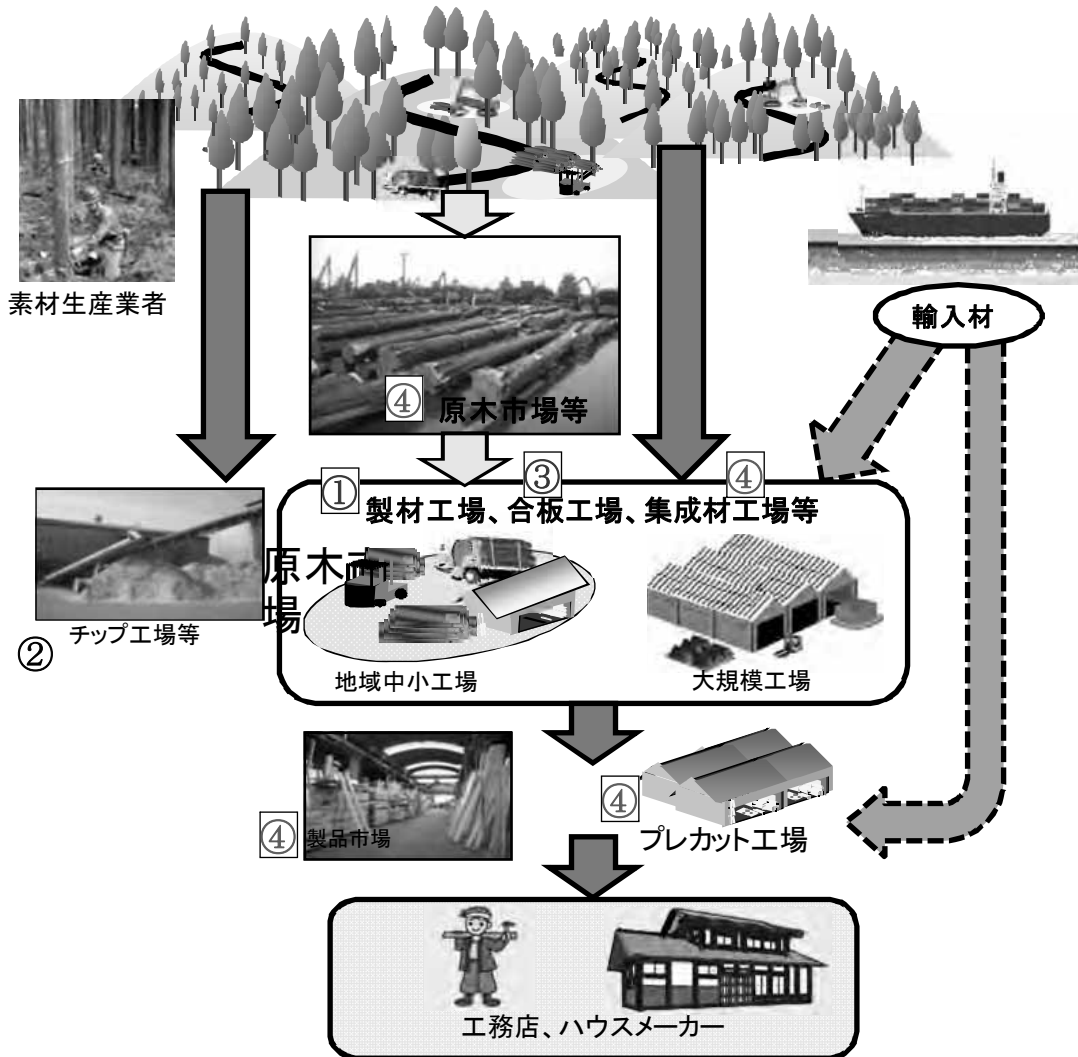 素材生産業者
輸入材
④ 原木市場等
① ③ ④
製材工場、合板工場、集成材工場等
原木市
場
② チップ工場等
地域中小工場
大規模工場
④ 製品市場
④ プレカット工場
工務店、ハウスメーカー